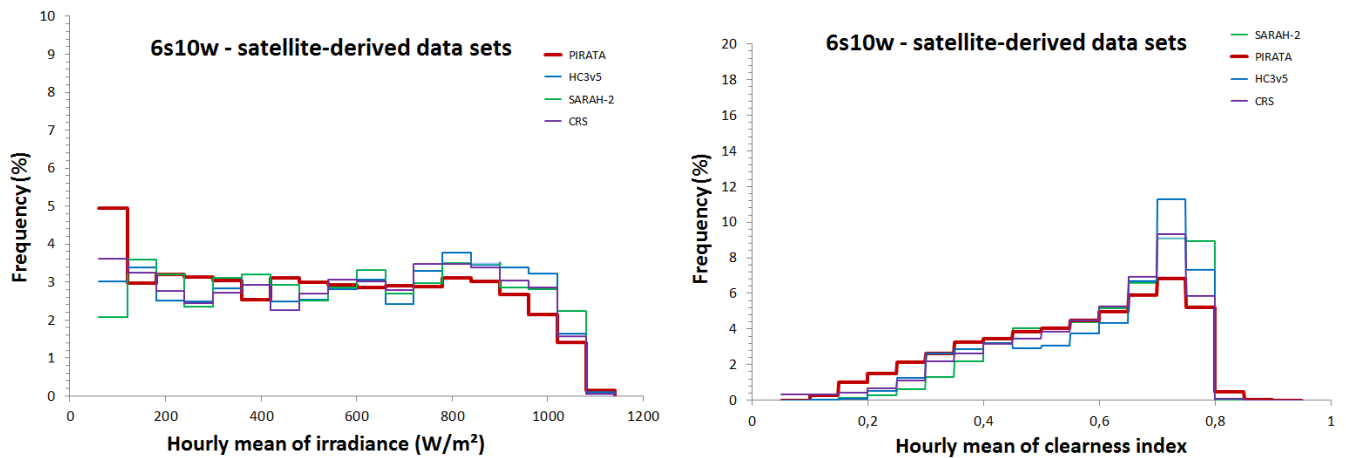 6s10w - satellite-derived data sets
PIRATA
HC3v5
SARAH-2
CRS
Frequency (%)
10
9
8
7
6
5
4
3
2
1
0
0
200
400
600
800
1000
1200
Hourly mean of irradiance (W/m²)
6s10w - satellite-derived data sets
SARAH-2
PIRATA
HC3v5
CRS
Frequency (%)
20
18
16
14
12
10
8
6
4
2
0
0
0,2
0,4
0,6
0,8
1
Hourly mean of clearness index